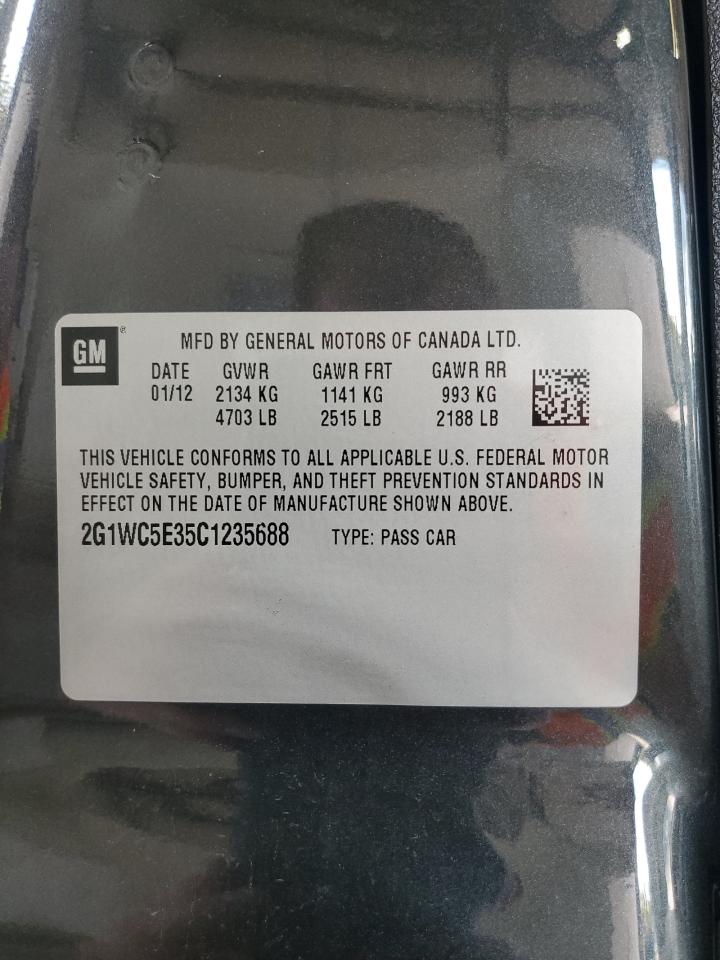 GM®
MFD BY GENERAL MOTORS OF CANADA LTD.
DATE GVWR GAWR FRT GAWR RR
01/12 2134 KG 1141 KG 993 KG
4703 LB 2515 LB 2188 LB
THIS VEHICLE CONFORMS TO ALL APPLICABLE U.S. FEDERAL MOTOR
VEHICLE SAFETY, BUMPER, AND THEFT PREVENTION STANDARDS IN
EFFECT ON THE DATE OF MANUFACTURE SHOWN ABOVE.
2G1WC5E35C1235688 TYPE: PASS CAR